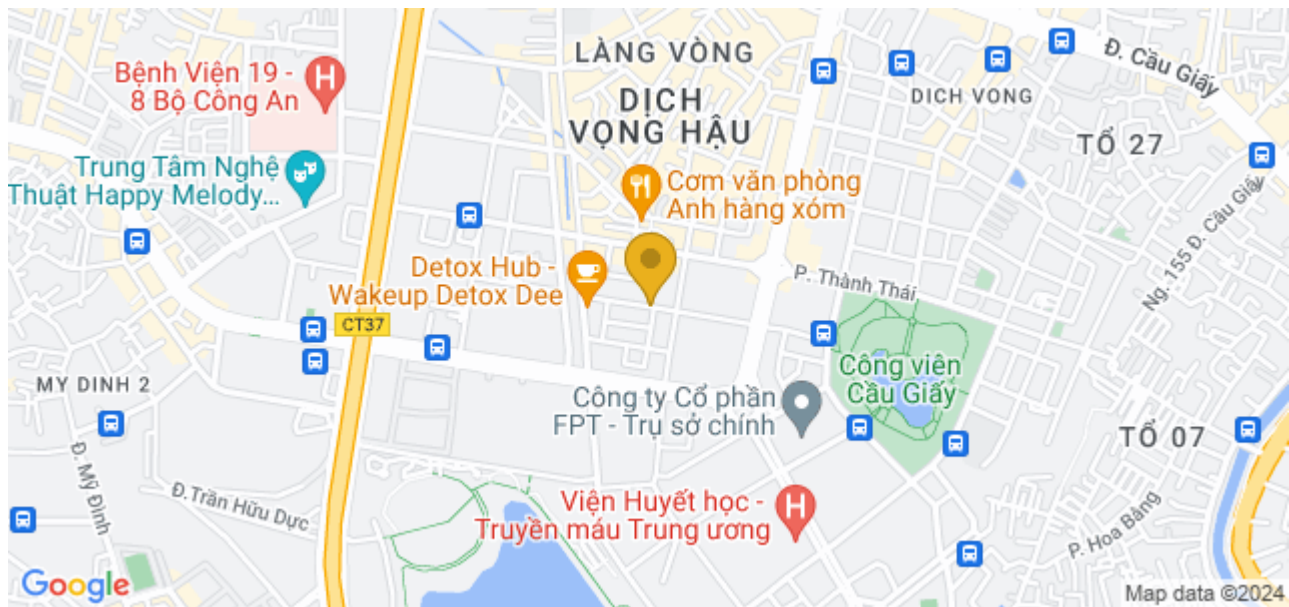 LÀNG VÒNG
Đ. Cầu Giấy
Bệnh Viện 19 -
8 Bộ Công An
DỊCH
VỌNG HẬU
DICH VONG
TỔ 27
Trung Tâm Nghệ
Thuật Happy Melody...
Cơm văn phòng
Anh hàng xóm
Ng. 155 Đ. Cầu Giấy
Detox Hub -
Wakeup Detox Dee
P. Thành Thái
CT37
Công viên
Cầu Giấy
MY DINH 2
Công ty Cổ phần
FPT - Trụ sở chính
TỔ 07
Đ. Mỹ Đình
Đ.Trần Hữu Dực
Viện Huyết học -
Truyền máu Trung ương
P. Hoa Bằng
Google
Map data ©2024